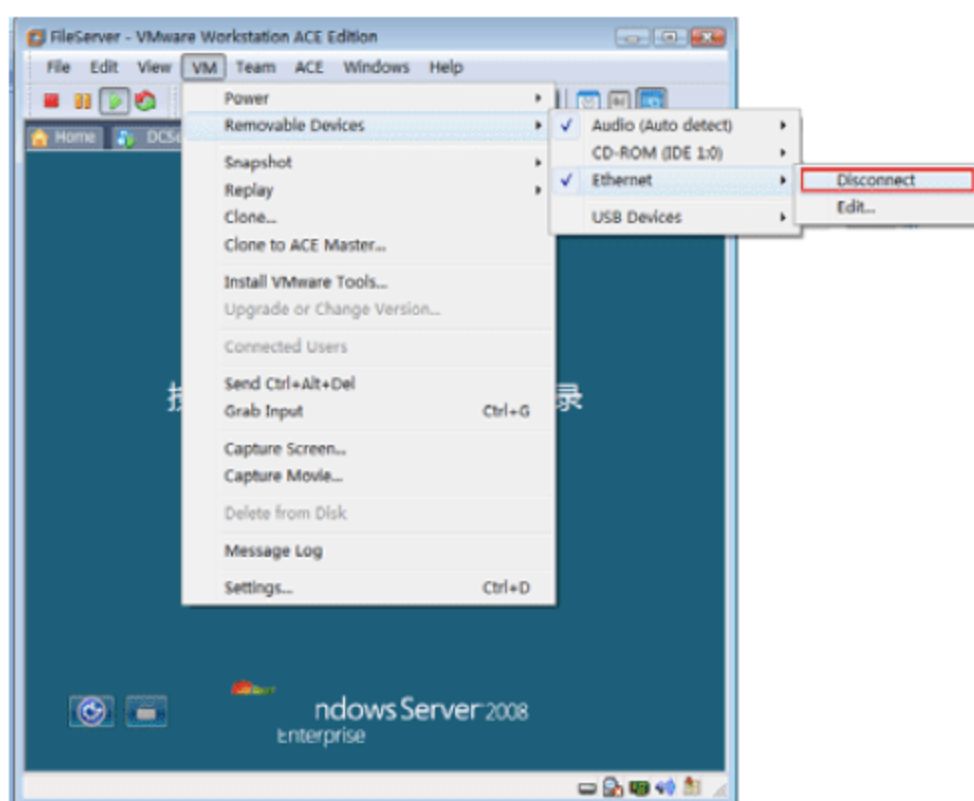 FileServer - VMware Workstation ACE Edition
File Edit View VM Team ACE Windows Help
Home DCSe
Power
Removable Devices
Snapshot
Replay
Clone...
Clone to ACE Master...
Install VMware Tools...
Upgrade or Change Version...
Connected Users
Send Ctrl+Alt+Del
Grab Input Ctrl+G
Capture Screen...
Capture Movie...
Delete from Disk
Message Log
Settings... Ctrl+D
Audio (Auto detect)
CD-ROM (IDE 1:0)
Ethernet
USB Devices
Disconnect
Edit...
录
ndows Server 2008
Enterprise